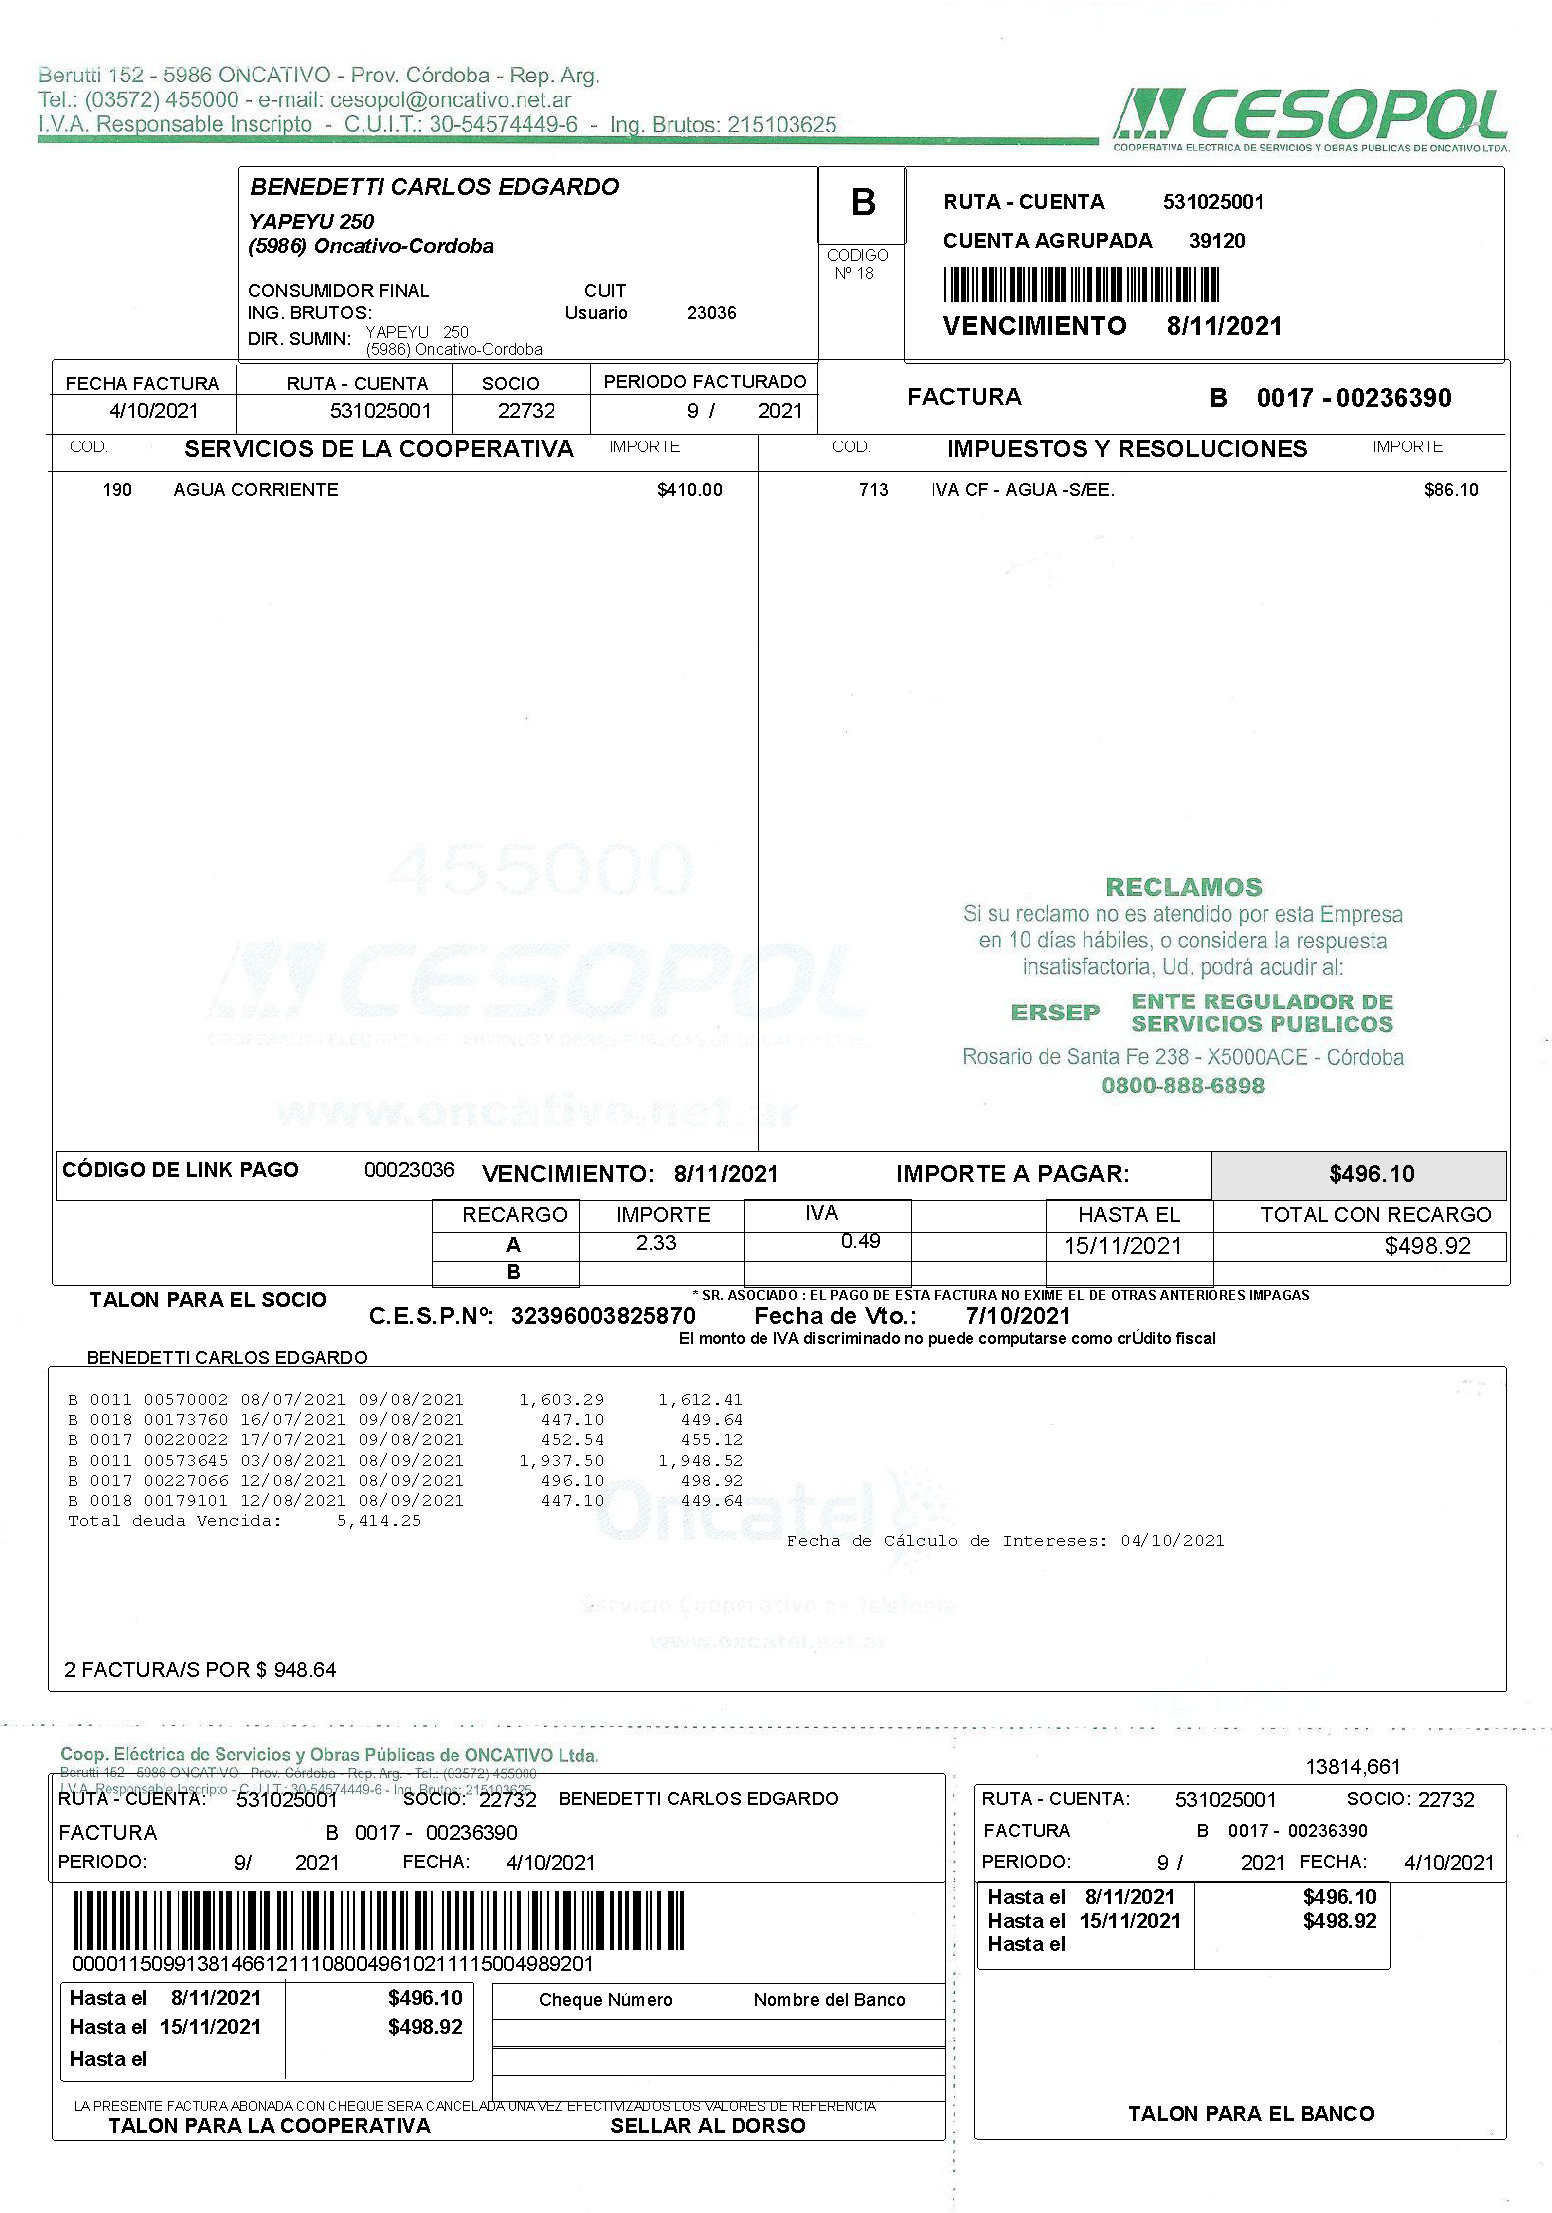 Berutti 152 - 5986 ONCATIVO - Prov. Córdoba - Rep. Arg.
Tel.: (03572) 455000 - e-mail: cesopol@oncativo.net.ar
I.V.A. Responsable Inscripto - C.U.I.T.: 30-54574449-6 - Ing. Brutos: 215103625
CESOPOL
COOPERATIVA ELECTRICA DE SERVICIOS Y OBRAS PUBLICAS DE ONCATIVO LTDA.
BENEDETTI CARLOS EDGARDO
YAPEYU 250
(5986) Oncativo-Cordoba
CONSUMIDOR FINAL CUIT
ING. BRUTOS: Usuario 23036
DIR. SUMIN: YAPEYU 250
(5986) Oncativo-Cordoba
B
CODIGO
Nº 18
RUTA - CUENTA 531025001
CUENTA AGRUPADA 39120
VENCIMIENTO 8/11/2021
FECHA FACTURA RUTA - CUENTA SOCIO PERIODO FACTURADO
4/10/2021 531025001 22732 9 / 2021
FACTURA B 0017 - 00236390
COD. SERVICIOS DE LA COOPERATIVA IMPORTE COD. IMPUESTOS Y RESOLUCIONES IMPORTE
190 AGUA CORRIENTE $410.00 713 IVA CF - AGUA -S/EE. $86.10
455000
CESOPOL
COOPERATIVA ELECTRICA DE SERVICIOS Y OBRAS PUBLICAS DE ONCATIVO LTDA.
www.oncativo.net.ar
RECLAMOS
Si su reclamo no es atendido por esta Empresa
en 10 días hábiles, o considera la respuesta
insatisfactoria, Ud. podrá acudir al:
ERSEP ENTE REGULADOR DE
SERVICIOS PUBLICOS
Rosario de Santa Fe 238 - X5000ACE - Córdoba
0800-888-6898
CÓDIGO DE LINK PAGO 00023036 VENCIMIENTO: 8/11/2021 IMPORTE A PAGAR: $496.10
RECARGO IMPORTE IVA HASTA EL TOTAL CON RECARGO
A 2.33 0.49 15/11/2021 $498.92
B
TALON PARA EL SOCIO
* SR. ASOCIADO : EL PAGO DE ESTA FACTURA NO EXIME EL DE OTRAS ANTERIORES IMPAGAS
C.E.S.P.Nº: 32396003825870 Fecha de Vto.: 7/10/2021
El monto de IVA discriminado no puede computarse como crÚdito fiscal
BENEDETTI CARLOS EDGARDO
B 0011 00570002 08/07/2021 09/08/2021 1,603.29 1,612.41
B 0018 00173760 16/07/2021 09/08/2021 447.10 449.64
B 0017 00220022 17/07/2021 09/08/2021 452.54 455.12
B 0011 00573645 03/08/2021 08/09/2021 1,937.50 1,948.52
B 0017 00227066 12/08/2021 08/09/2021 496.10 498.92
B 0018 00179101 12/08/2021 08/09/2021 447.10 449.64
Total deuda Vencida: 5,414.25
Oncatel
Fecha de Cálculo de Intereses: 04/10/2021
Servicio Cooperativo de Telefonía
www.oncatel.net.ar
2 FACTURA/S POR $ 948.64
Coop. Eléctrica de Servicios y Obras Públicas de ONCATIVO Ltda.
Berutti 152 - 5986 ONCATIVO - Prov. Córdoba - Rep. Arg. - Tel.: (03572) 455000
I.V.A. Responsable Inscripto - C.U.I.T.: 30-54574449-6 - Ing. Brutos: 215103625
RUTA - CUENTA: 531025001 SOCIO: 22732 BENEDETTI CARLOS EDGARDO
FACTURA B 0017 - 00236390
PERIODO: 9/ 2021 FECHA: 4/10/2021
000011509913814661211108004961021111500498920​1
Hasta el 8/11/2021 $496.10
Hasta el 15/11/2021 $498.92
Hasta el
Cheque Número Nombre del Banco
LA PRESENTE FACTURA ABONADA CON CHEQUE SERA CANCELADA UNA VEZ EFECTIVIZADOS LOS VALORES DE REFERENCIA
TALON PARA LA COOPERATIVA SELLAR AL DORSO
13814,661
RUTA - CUENTA: 531025001 SOCIO: 22732
FACTURA B 0017 - 00236390
PERIODO: 9 / 2021 FECHA: 4/10/2021
Hasta el 8/11/2021 $496.10
Hasta el 15/11/2021 $498.92
Hasta el
TALON PARA EL BANCO